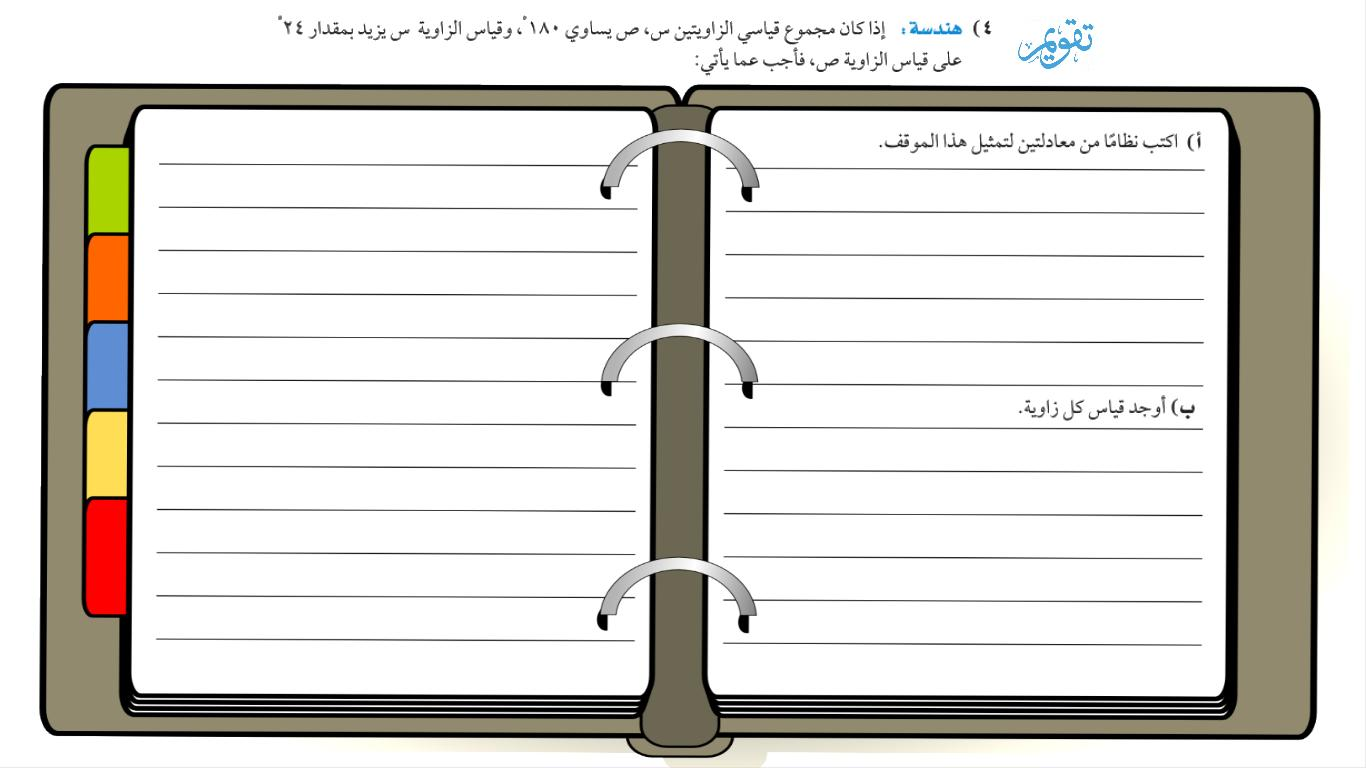 تقويم
٤) هندسة: إذا كان مجموع قياسي الزاويتين س، ص يساوي ١٨٠°، وقياس الزاوية س يزيد بمقدار ٢٤°
على قياس الزاوية ص، فأجب عما يأتي:
أ) اكتب نظامًا من معادلتين لتمثيل هذا الموقف.
ب) أوجد قياس كل زاوية.